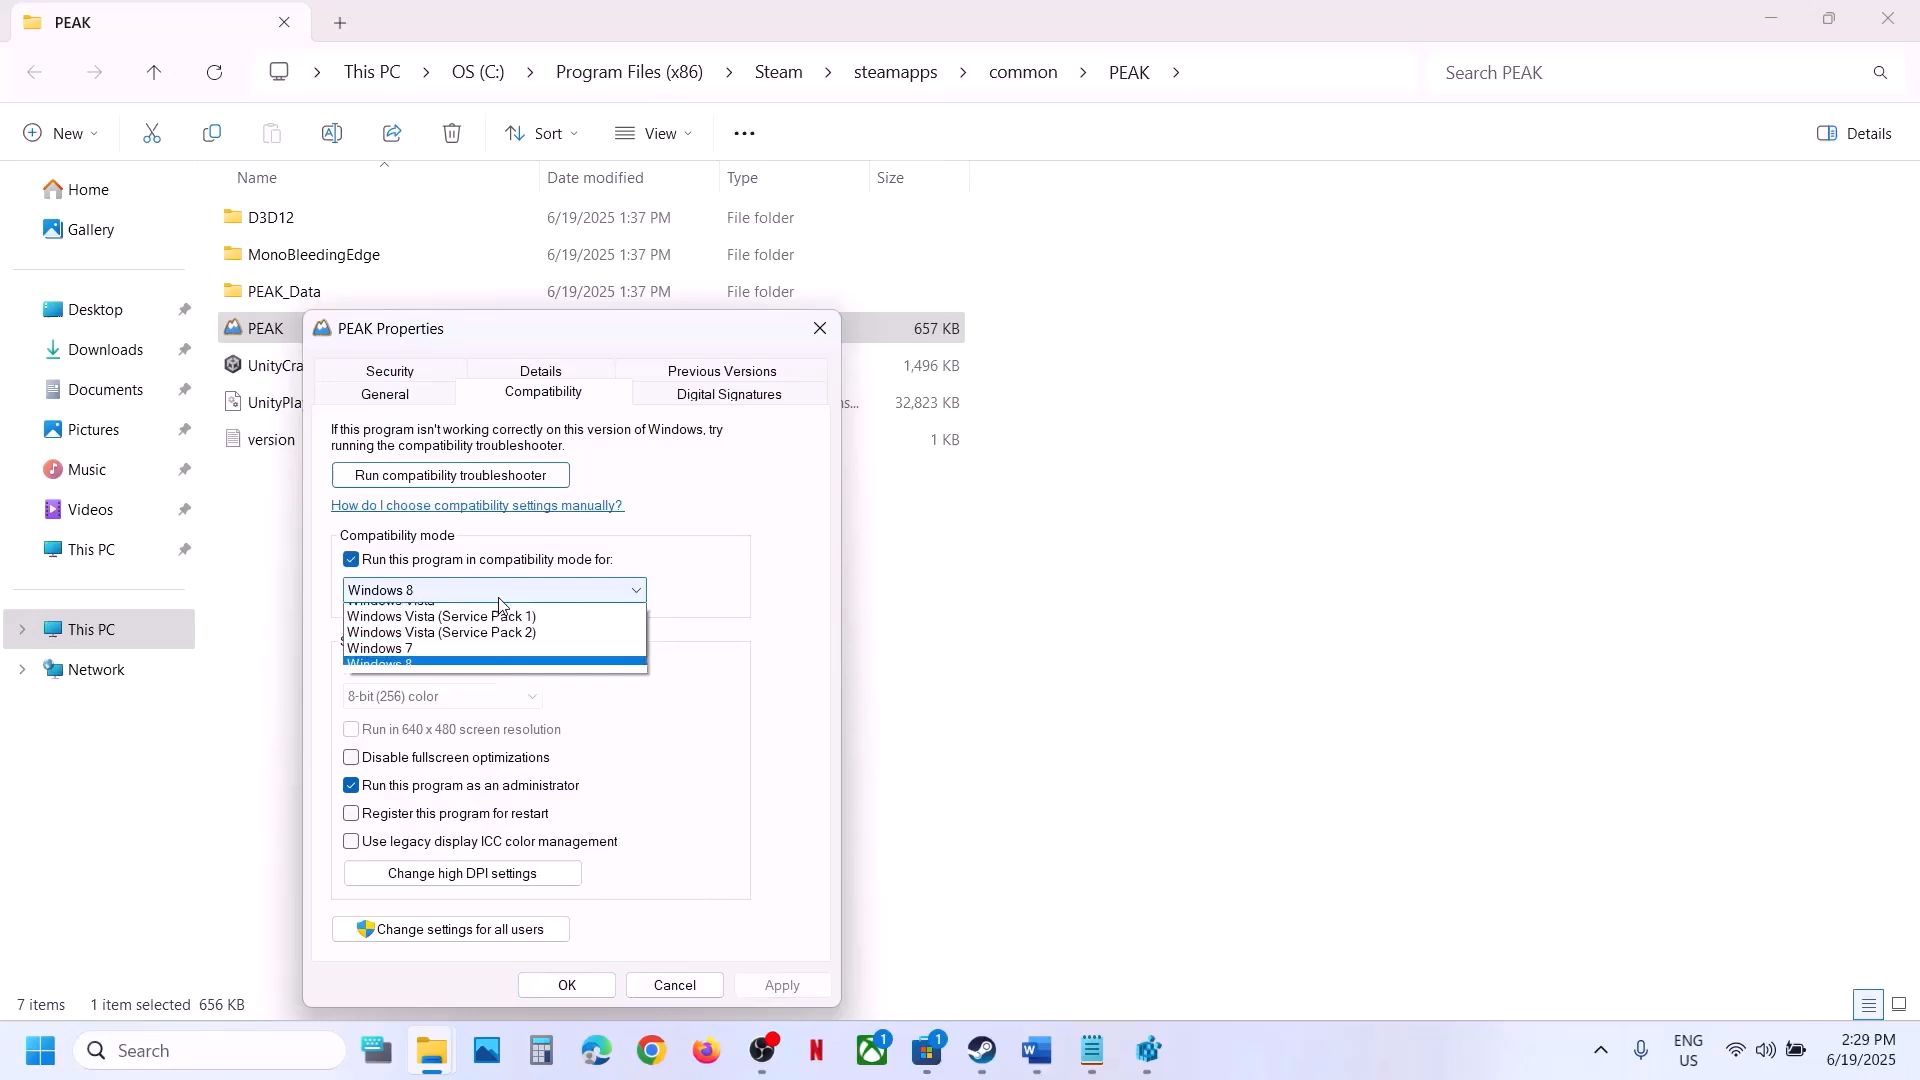 PEAK
This PC
OS (C:)
Program Files (x86)
Steam
steamapps
common
PEAK
Search PEAK
New
Sort
View
Details
Name
Date modified
Type
Size
Home
Gallery
Desktop
Downloads
Documents
Pictures
Music
Videos
This PC
This PC
Network
D3D12
6/19/2025 1:37 PM
File folder
MonoBleedingEdge
6/19/2025 1:37 PM
File folder
PEAK_Data
6/19/2025 1:37 PM
File folder
PEAK
657 KB
UnityCra
1,496 KB
UnityPla
ns...
32,823 KB
version
1 KB
PEAK Properties
Security
Details
Previous Versions
General
Compatibility
Digital Signatures
If this program isn't working correctly on this version of Windows, try
running the compatibility troubleshooter.
Run compatibility troubleshooter
How do I choose compatibility settings manually?
Compatibility mode
Run this program in compatibility mode for:
Windows 8
Windows Vista
Windows Vista (Service Pack 1)
Windows Vista (Service Pack 2)
Windows 7
Windows 8
8-bit (256) color
Run in 640 x 480 screen resolution
Disable fullscreen optimizations
Run this program as an administrator
Register this program for restart
Use legacy display ICC color management
Change high DPI settings
Change settings for all users
OK
Cancel
Apply
7 items
1 item selected 656 KB
Search
1
1
ENG
US
2:29 PM
6/19/2025